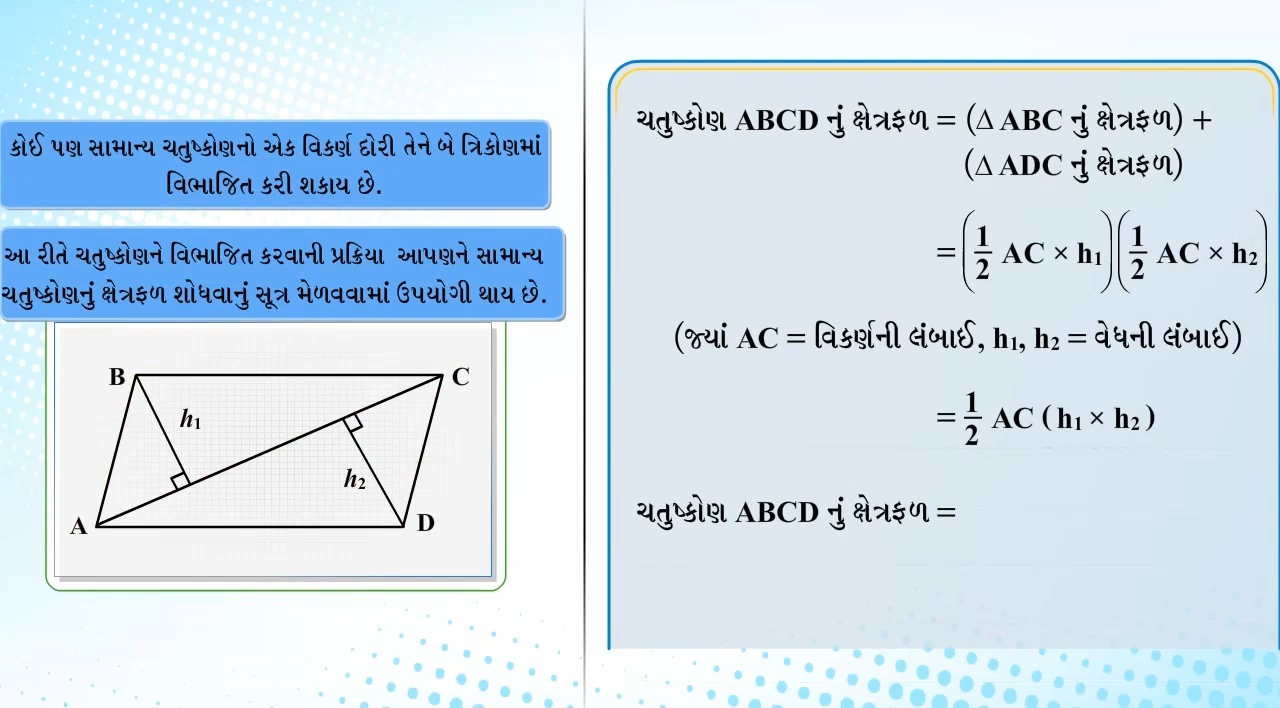 કોઈ પણ સામાન્ય ચતુષ્કોણનો એક વિકર્ણ દોરી તેને બે ત્રિકોણમાં
વિભાજિત કરી શકાય છે.
આ રીતે ચતુષ્કોણને વિભાજિત કરવાની પ્રક્રિયા આપણને સામાન્ય
ચતુષ્કોણનું ક્ષેત્રફળ શોધવાનું સૂત્ર મેળવવામાં ઉપયોગી થાય છે.
B
C
h₁
h₂
A
D
ચતુષ્કોણ ABCD નું ક્ષેત્રફળ = (Δ ABC નું ક્ષેત્રફળ) +
(Δ ADC નું ક્ષેત્રફળ)
= (1/2 AC × h₁)(1/2 AC × h₂)
(જ્યાં AC = વિકર્ણની લંબાઈ, h₁, h₂ = વેધની લંબાઈ)
= 1/2 AC ( h₁ × h₂ )
ચતુષ્કોણ ABCD નું ક્ષેત્રફળ =